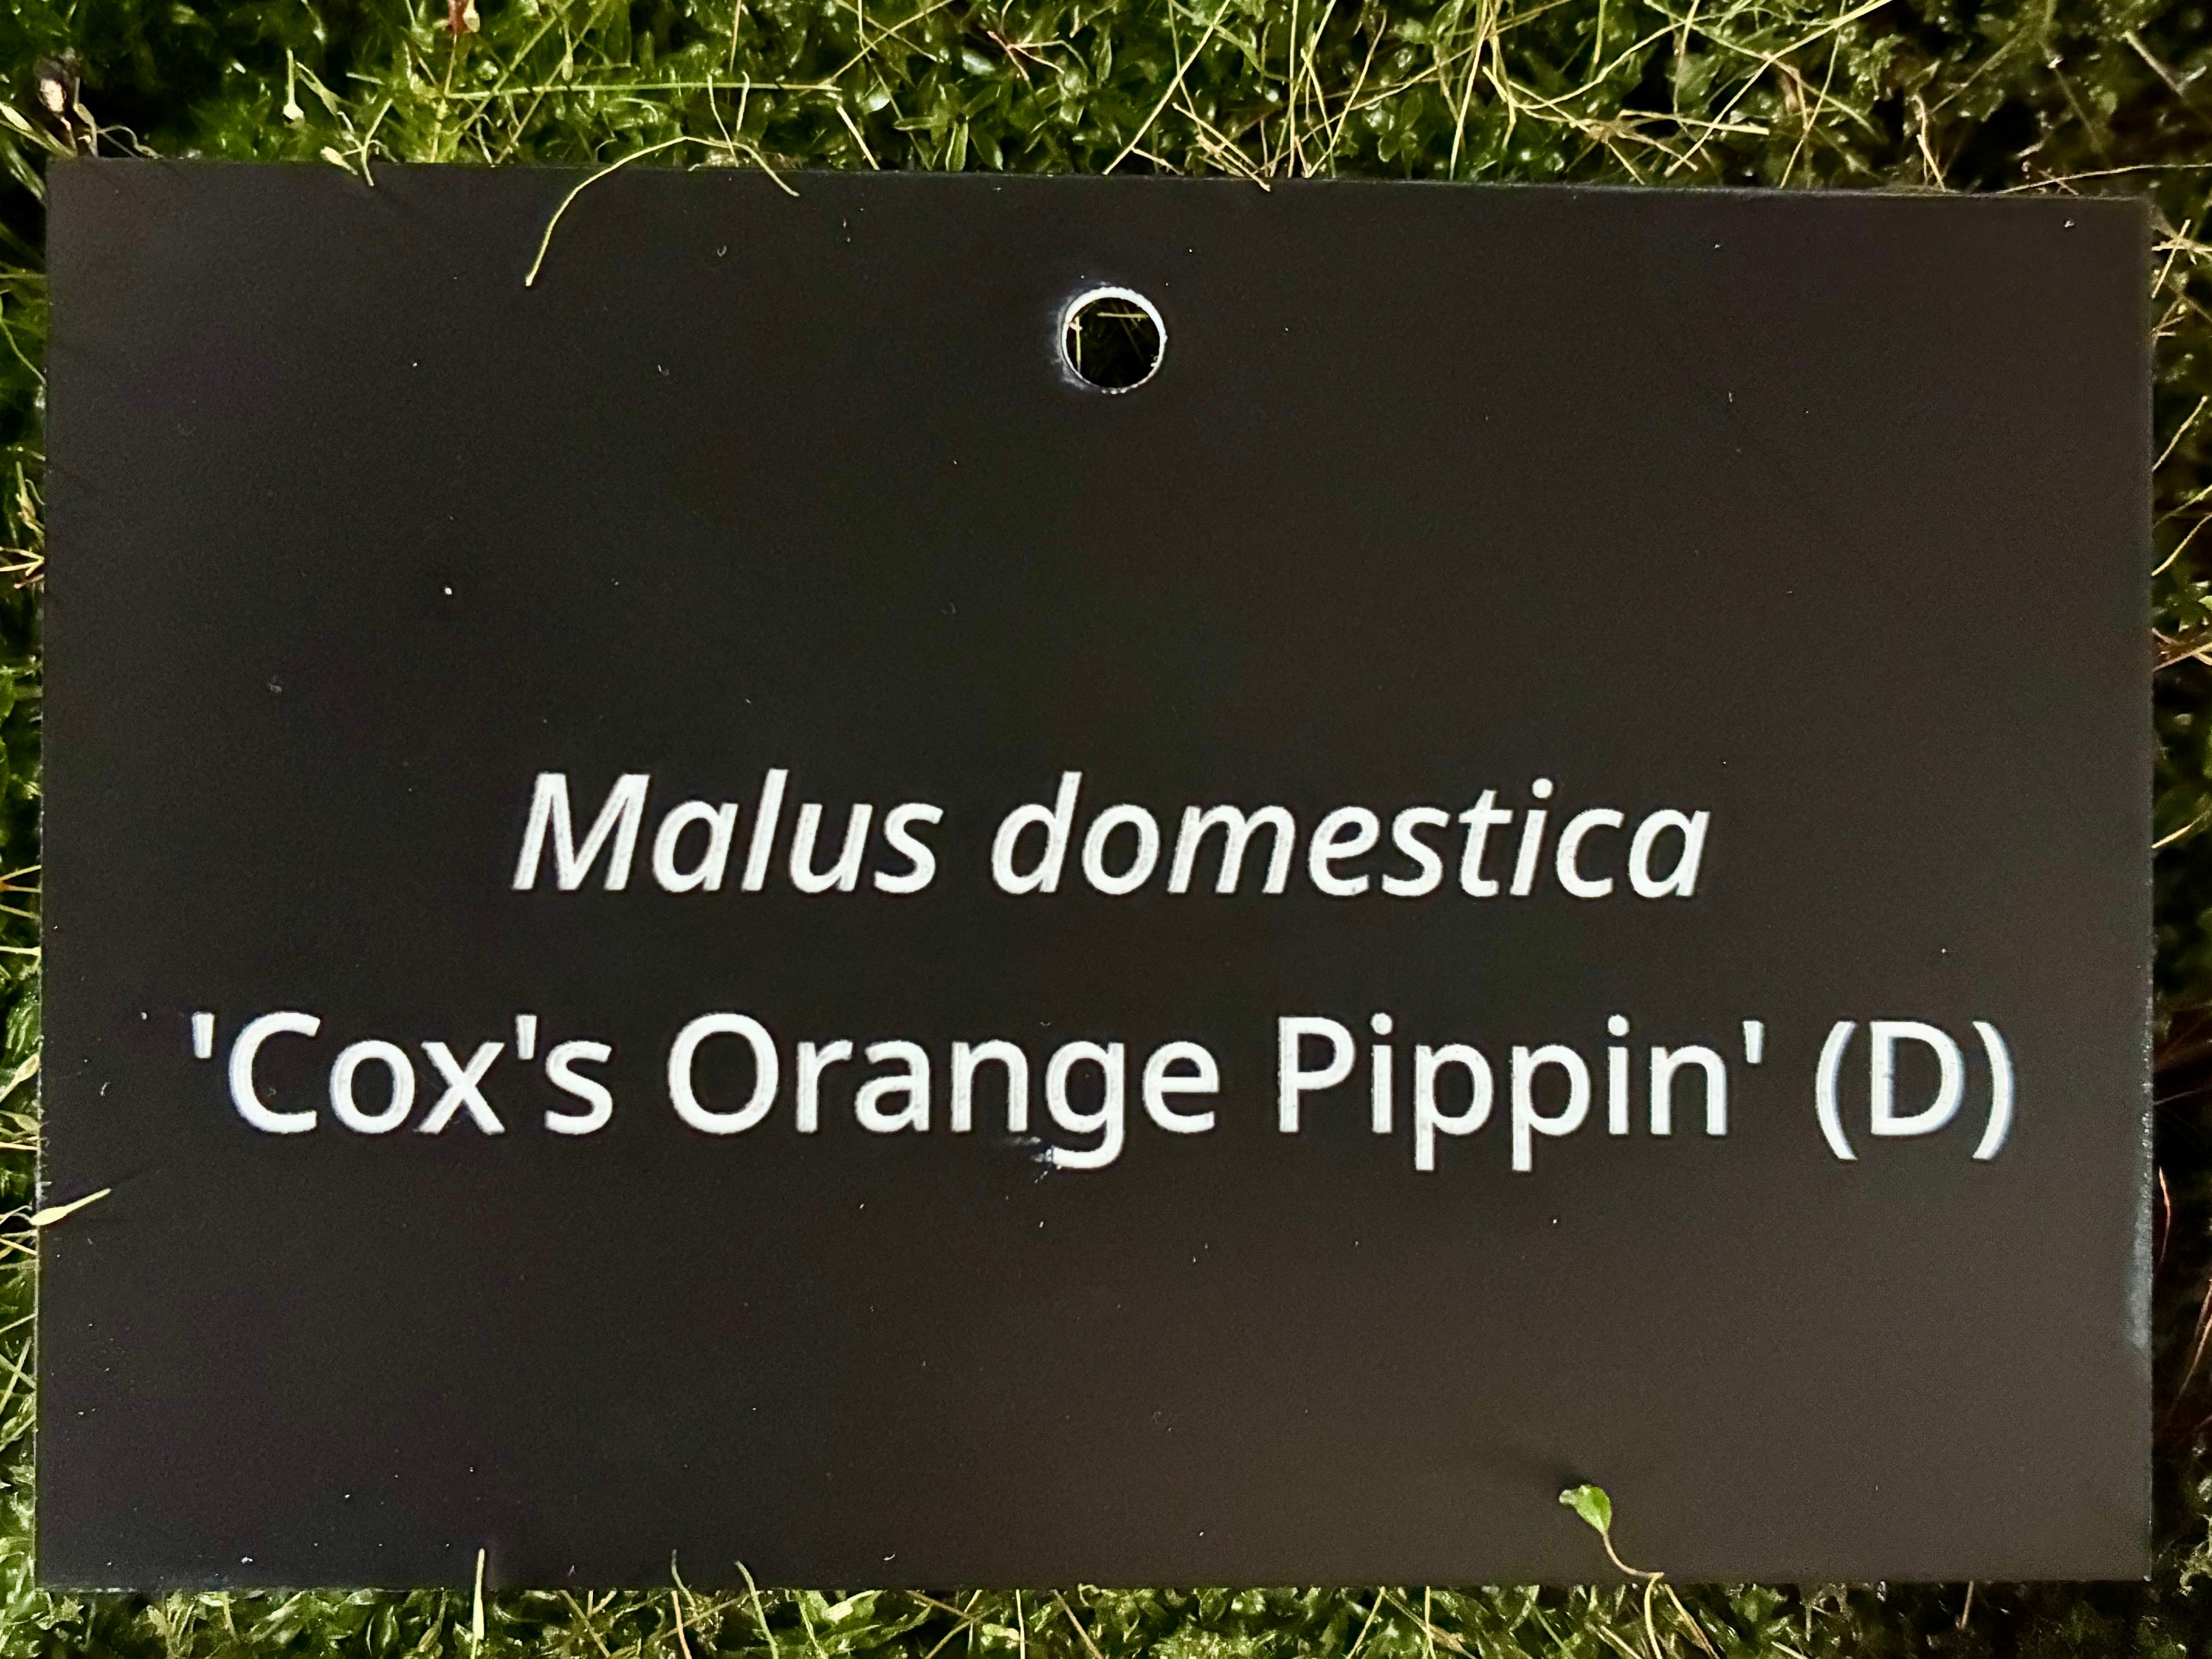 Malus domestica
'Cox's Orange Pippin' (D)